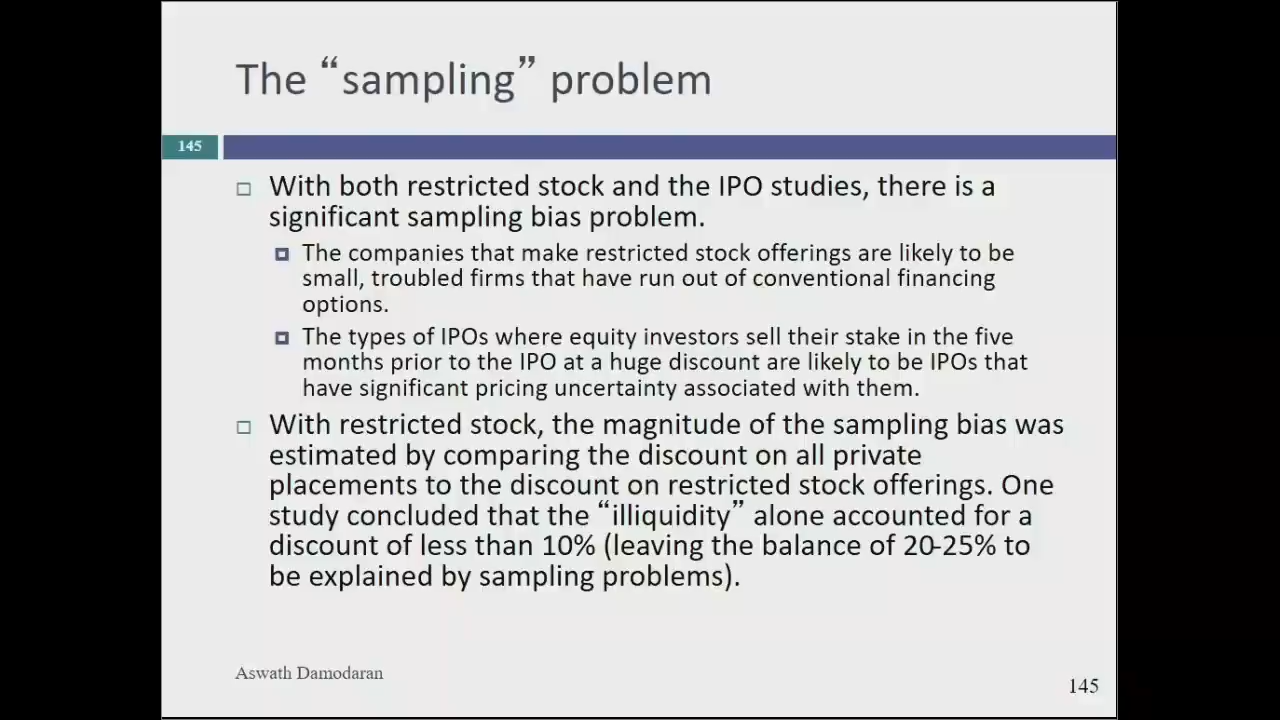 The “sampling” problem
145
With both restricted stock and the IPO studies, there is a
significant sampling bias problem.
The companies that make restricted stock offerings are likely to be
small, troubled firms that have run out of conventional financing
options.
The types of IPOs where equity investors sell their stake in the five
months prior to the IPO at a huge discount are likely to be IPOs that
have significant pricing uncertainty associated with them.
With restricted stock, the magnitude of the sampling bias was
estimated by comparing the discount on all private
placements to the discount on restricted stock offerings. One
study concluded that the “illiquidity” alone accounted for a
discount of less than 10% (leaving the balance of 20-25% to
be explained by sampling problems).
Aswath Damodaran
145